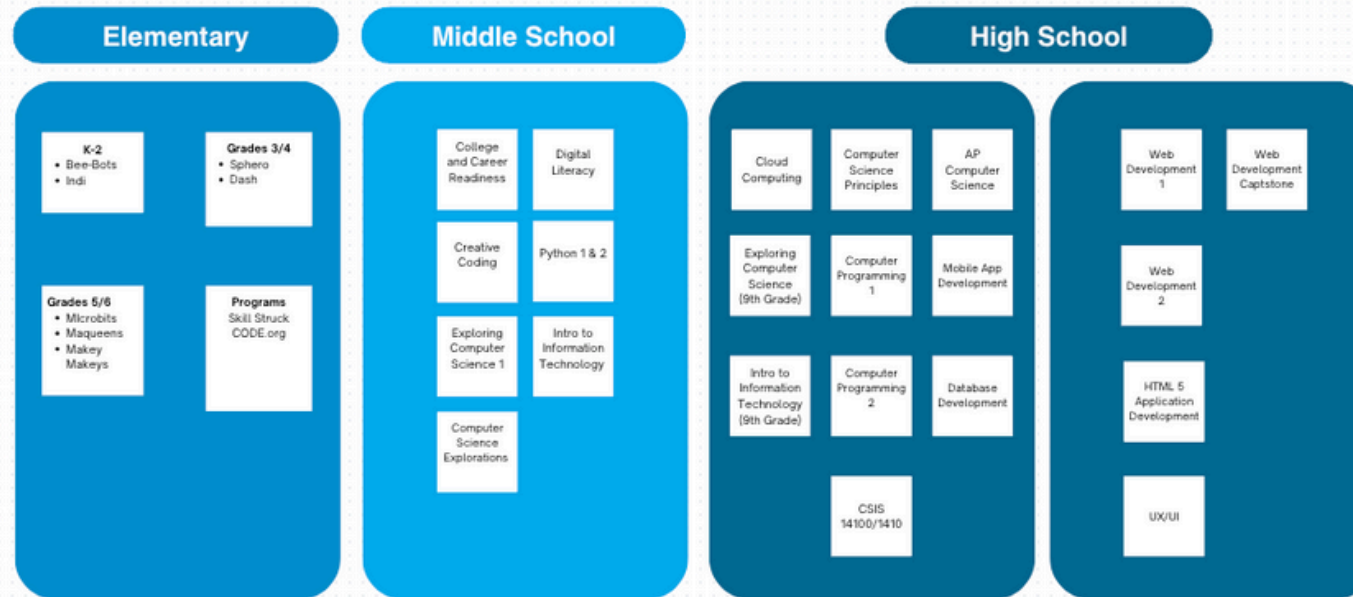 Elementary
Middle School
High School
K-2
• Bee-Bots
• Indi
Grades 3/4
• Sphero
• Dash
Grades 5/6
• MIcrobits
• Maqueens
• Makey
Makeys
Programs
Skill Struck
CODE.org
College
and Career
Readiness
Digital
Literacy
Creative
Coding
Python 1 & 2
Exploring
Computer
Science 1
Intro to
Information
Technology
Computer
Science
Explorations
Cloud
Computing
Computer
Science
Principles
AP
Computer
Science
Exploring
Computer
Science
(9th Grade)
Computer
Programming
1
Mobile App
Development
Intro to
Information
Technology
(9th Grade)
Computer
Programming
2
Database
Development
CSIS
14100/1410
Web
Development
1
Web
Development
Captstone
Web
Development
2
HTML 5
Application
Development
UX/UI